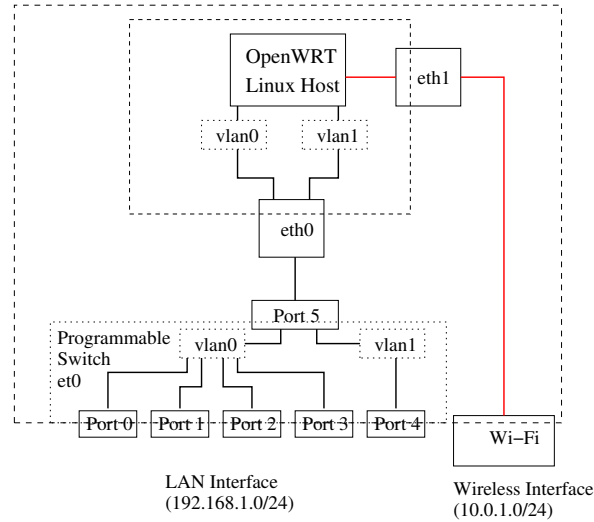 OpenWRT
Linux Host
eth1
vlan0
vlan1
eth0
Port 5
Programmable
Switch
et0
vlan0
vlan1
Port 0
Port 1
Port 2
Port 3
Port 4
Wi−Fi
LAN Interface
(192.168.1.0/24)
Wireless Interface
(10.0.1.0/24)